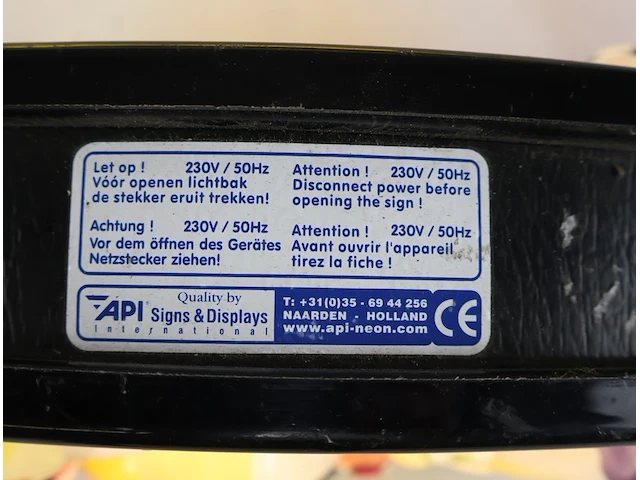 Let op ! 230V / 50Hz
Vóór openen lichtbak
de stekker eruit trekken!
Attention ! 230V / 50Hz
Disconnect power before
opening the sign !
Achtung ! 230V / 50Hz
Vor dem öffnen des Gerätes
Netzstecker ziehen!
Attention ! 230V / 50Hz
Avant ouvrir l'appareil
tirez la fiche !
API
International
Quality by
Signs & Displays
T: +31(0)35 - 69 44 256
NAARDEN - HOLLAND
www.api-neon.com
CE